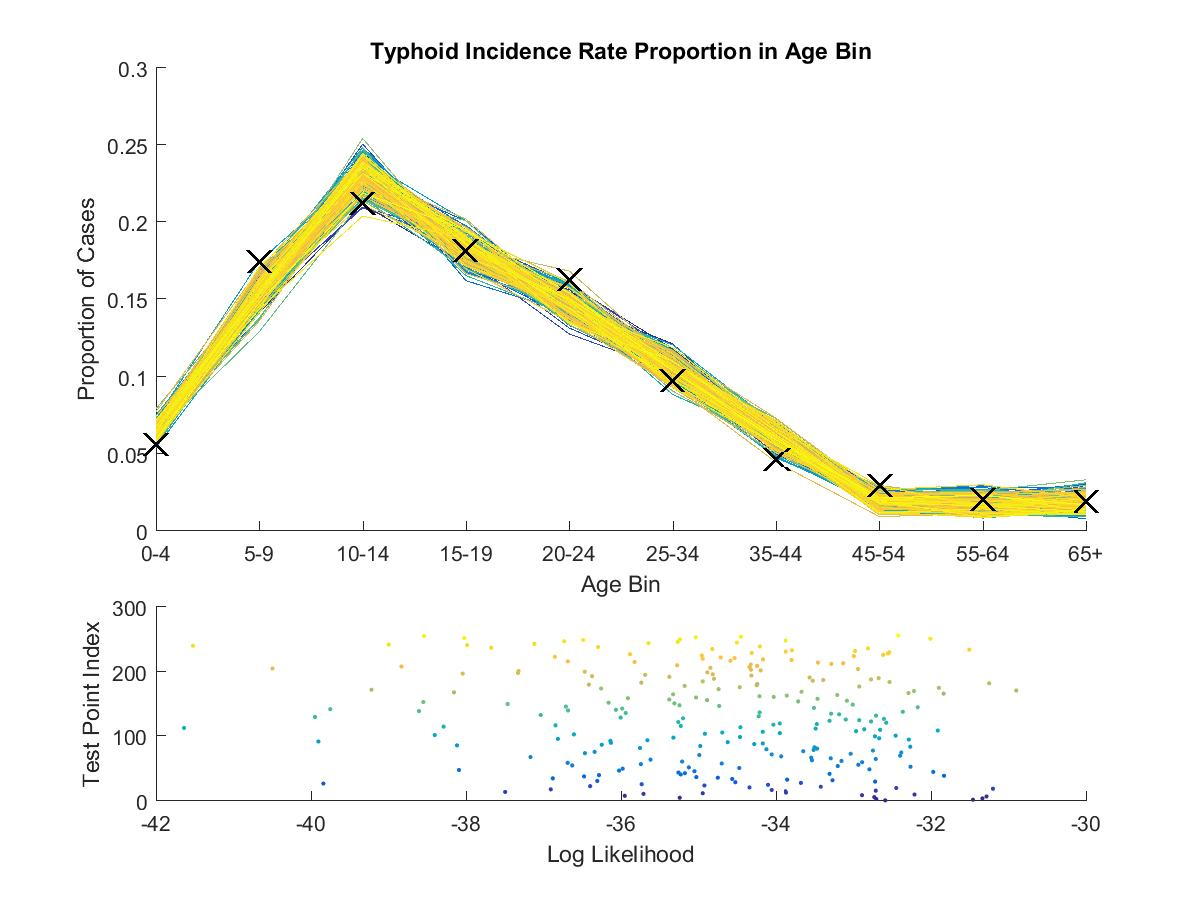 Typhoid Incidence Rate Proportion in Age Bin
Proportion of Cases
0.3
0.25
0.2
0.15
0.1
0.05
0
0-4 5-9 10-14 15-19 20-24 25-34 35-44 45-54 55-64 65+
Age Bin
Test Point Index
300
200
100
0
-42 -40 -38 -36 -34 -32 -30
Log Likelihood